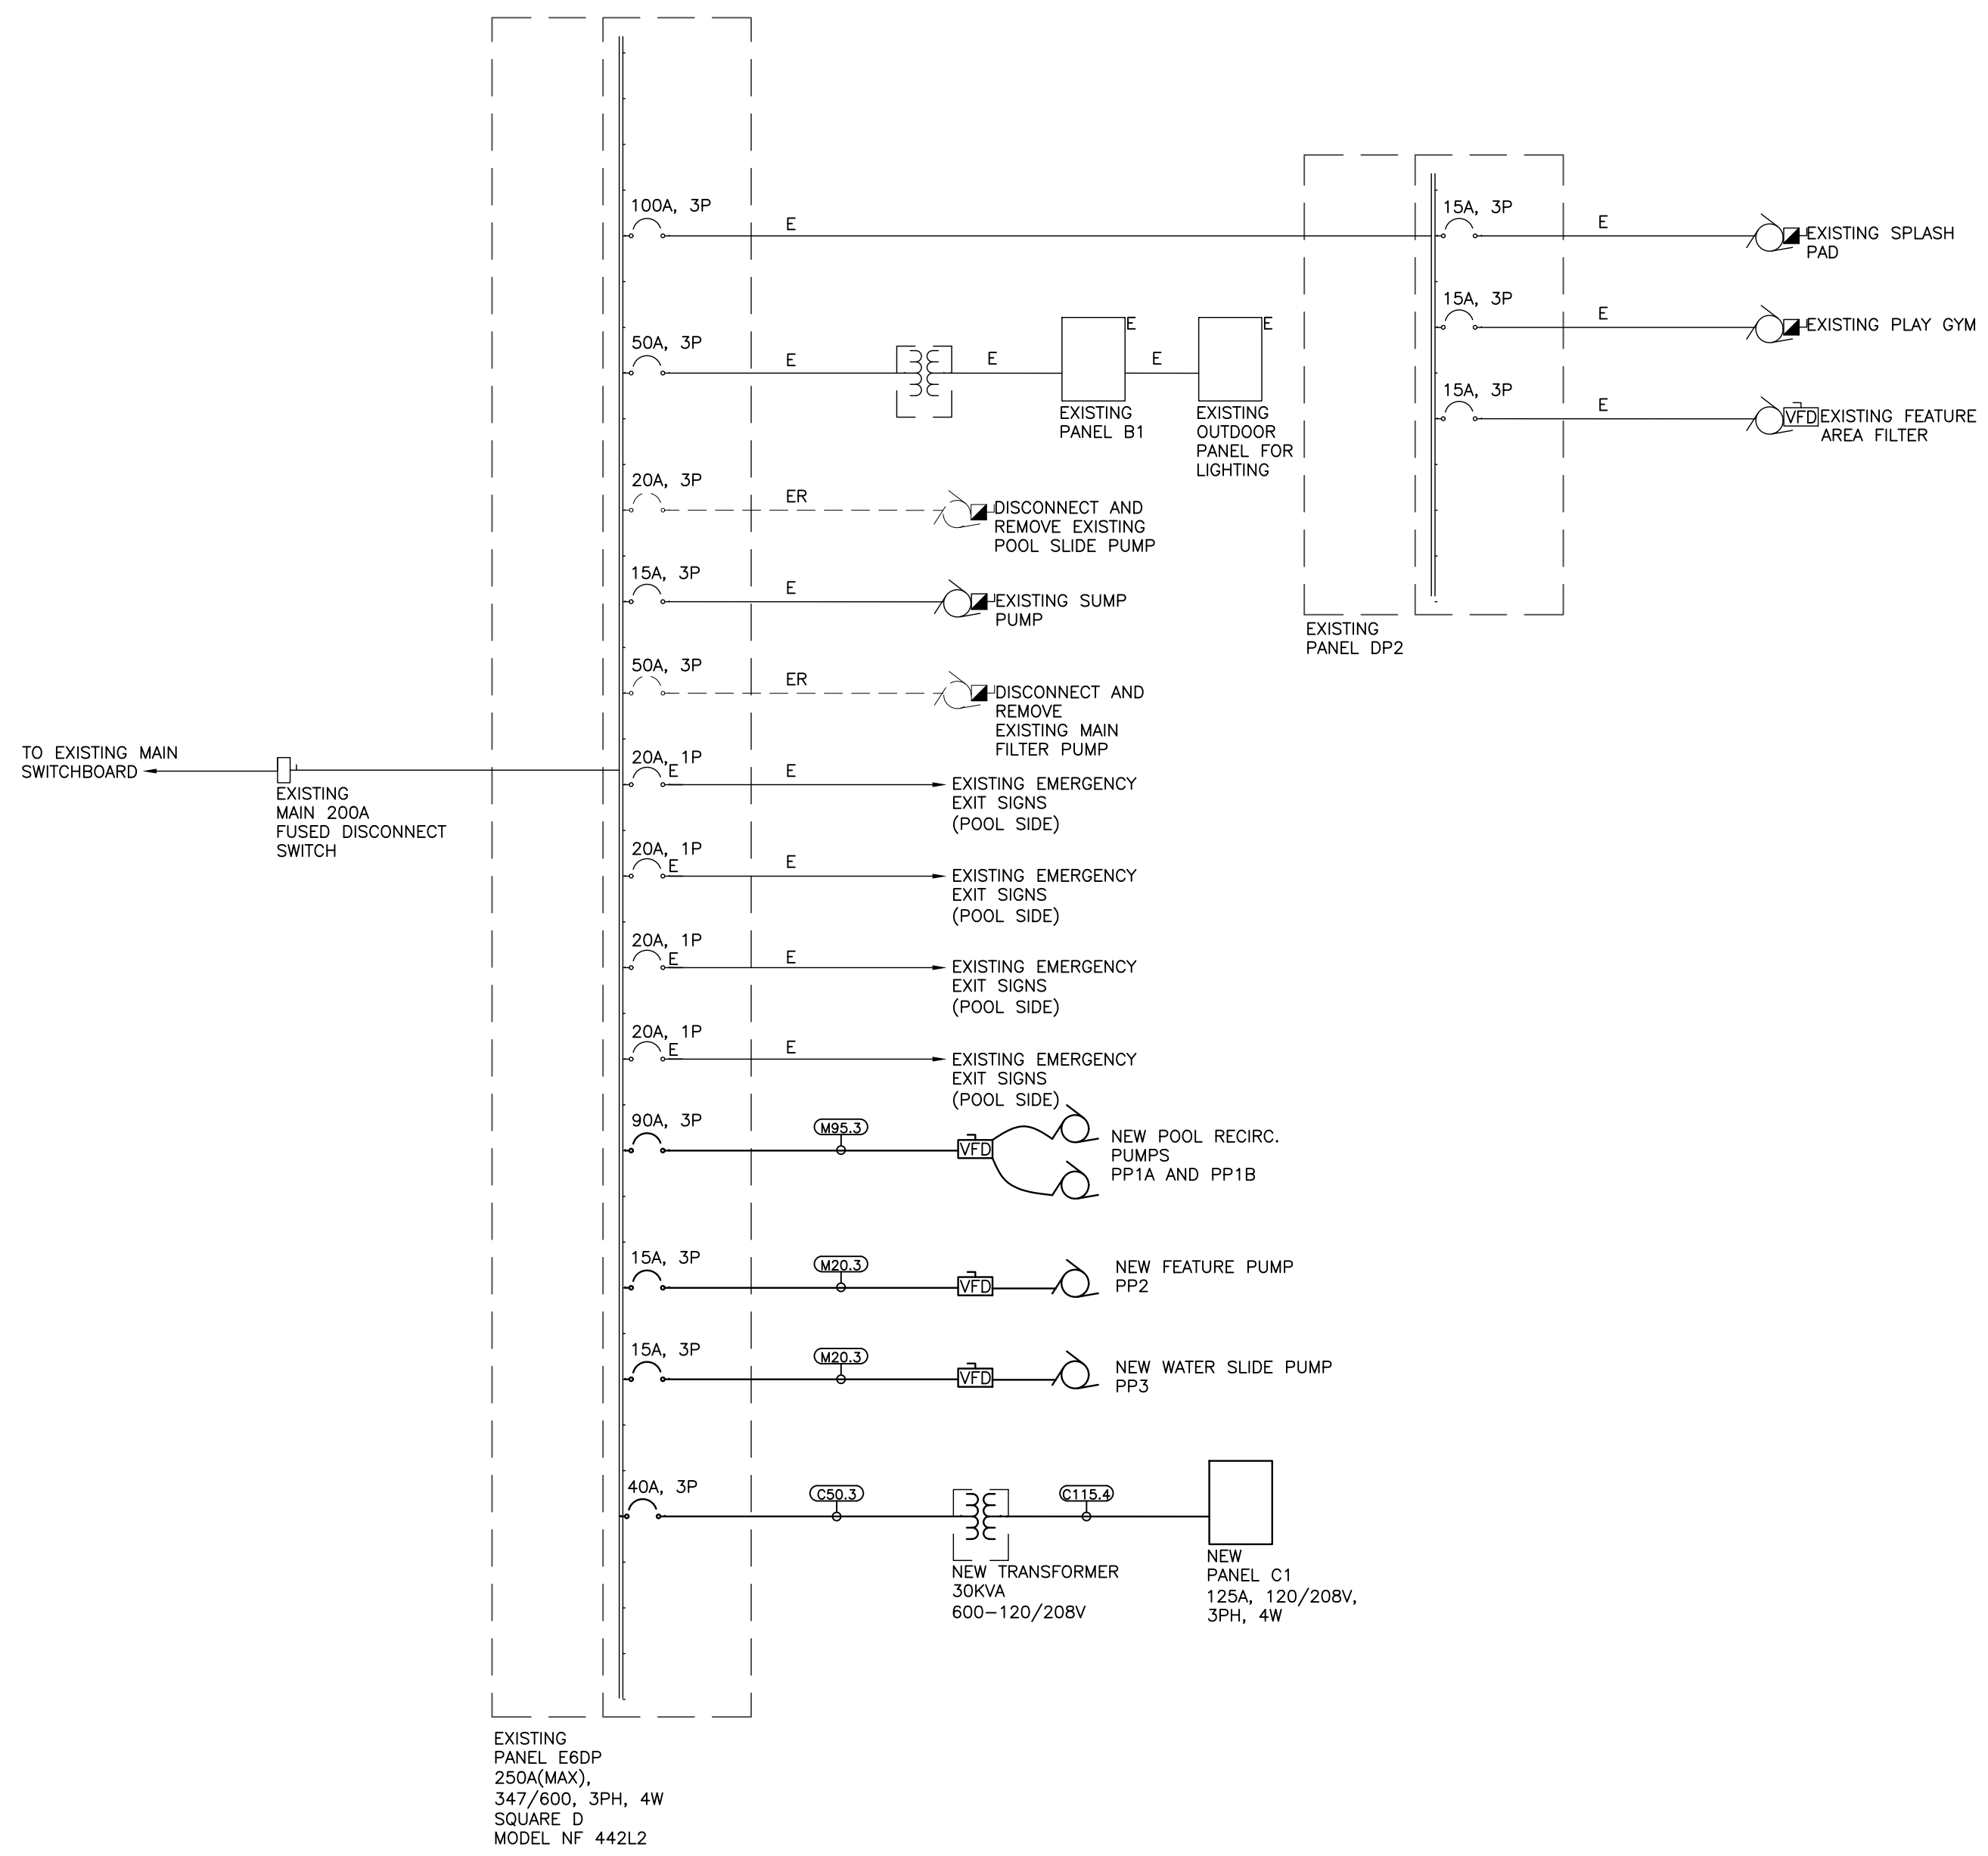 100A, 3P
E
15A, 3P
E
EXISTING SPLASH
PAD
15A, 3P
E
EXISTING PLAY GYM
50A, 3P
E
E
E
E
E
EXISTING
PANEL B1
EXISTING
OUTDOOR
PANEL FOR
LIGHTING
15A, 3P
E
VFD
EXISTING FEATURE
AREA FILTER
20A, 3P
ER
DISCONNECT AND
REMOVE EXISTING
POOL SLIDE PUMP
15A, 3P
E
EXISTING SUMP
PUMP
EXISTING
PANEL DP2
50A, 3P
ER
DISCONNECT AND
REMOVE
EXISTING MAIN
FILTER PUMP
TO EXISTING MAIN
SWITCHBOARD
EXISTING
MAIN 200A
FUSED DISCONNECT
SWITCH
20A, 1P
E
E
EXISTING EMERGENCY
EXIT SIGNS
(POOL SIDE)
20A, 1P
E
E
EXISTING EMERGENCY
EXIT SIGNS
(POOL SIDE)
20A, 1P
E
E
EXISTING EMERGENCY
EXIT SIGNS
(POOL SIDE)
20A, 1P
E
E
EXISTING EMERGENCY
EXIT SIGNS
(POOL SIDE)
90A, 3P
M95.3
VFD
NEW POOL RECIRC.
PUMPS
PP1A AND PP1B
15A, 3P
M20.3
VFD
NEW FEATURE PUMP
PP2
15A, 3P
M20.3
VFD
NEW WATER SLIDE PUMP
PP3
40A, 3P
C50.3
C115.4
NEW TRANSFORMER
30KVA
600-120/208V
NEW
PANEL C1
125A, 120/208V,
3PH, 4W
EXISTING
PANEL E6DP
250A(MAX),
347/600, 3PH, 4W
SQUARE D
MODEL NF 442L2